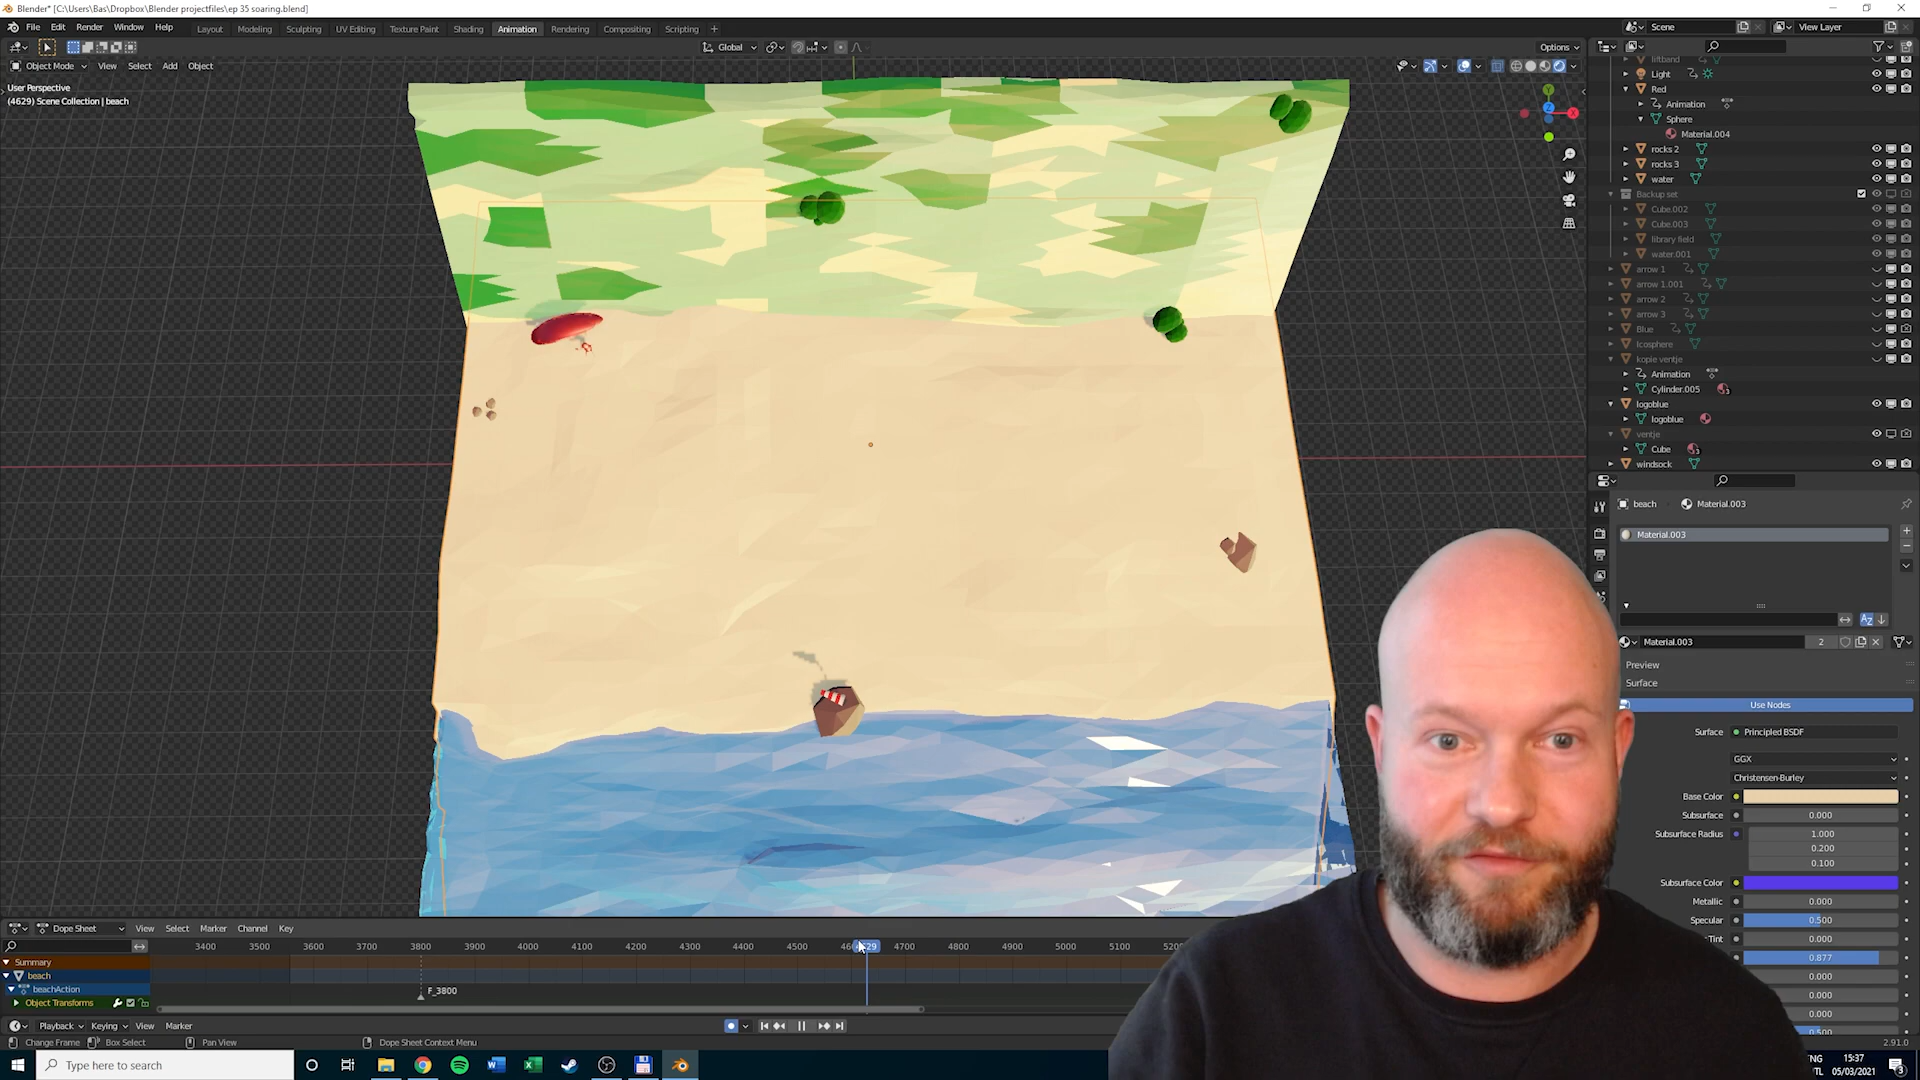 Blender* [C:\Users\Bas\Dropbox\Blender projectfiles\ep 35 soaring.blend]
File Edit Render Window Help
Layout Modeling Sculpting UV Editing Texture Paint Shading Animation Rendering Compositing Scripting +
Scene View Layer
Global Options
Object Mode View Select Add Object
User Perspective
(4629) Scene Collection | beach
liftband
Light
Red
Animation
Sphere
Material.004
rocks 2
rocks 3
water
Backup set
Cube.002
Cube.003
library field
water.001
arrow 1
arrow 1.001
arrow 2
arrow 3
Blue
Icosphere
kopie ventje
Animation
Cylinder.005
logoblue
logoblue
ventje
Cube
windsock
beach Material.003
Material.003
Material.003 2
Preview
Surface
Use Nodes
Surface Principled BSDF
GGX
Christensen-Burley
Base Color
Subsurface 0.000
Subsurface Radius 1.000
0.200
0.100
Subsurface Color
Metallic 0.000
Specular 0.500
Tint 0.000
0.877
0.000
0.000
0.000
0.500
Dope Sheet View Select Marker Channel Key
3400 3500 3600 3700 3800 3900 4000 4100 4200 4300 4400 4500 4629 4700 4800 4900 5000 5100
Summary
beach
beachAction
Object Transforms
F_3800
Playback Keying View Marker
Change Frame Box Select Pan View Dope Sheet Context Menu
2.91.0
Type here to search
15:37
05/03/2021